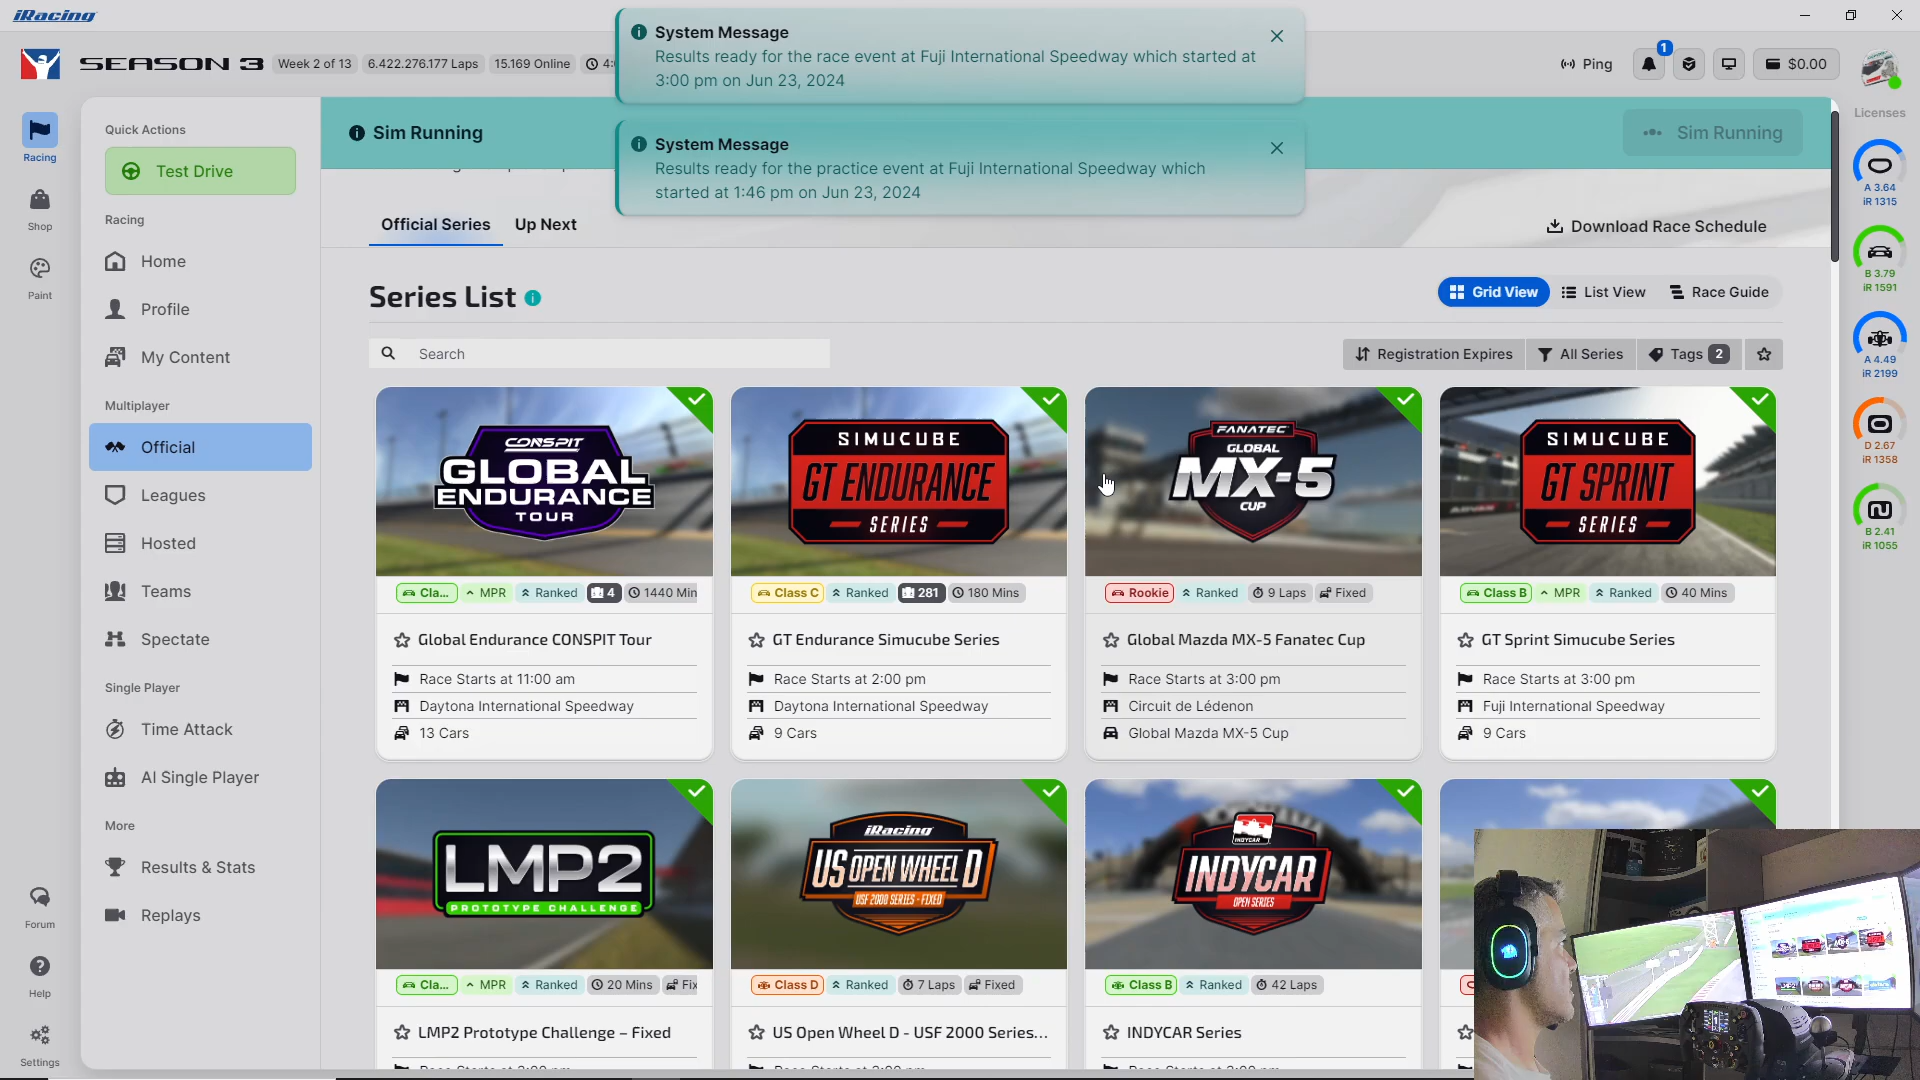 iRacing
SEASON 3
Week 2 of 13
6.422.276.177 Laps
15.169 Online
System Message
Results ready for the race event at Fuji International Speedway which started at
3:00 pm on Jun 23, 2024
System Message
Results ready for the practice event at Fuji International Speedway which
started at 1:46 pm on Jun 23, 2024
Ping
1
$0.00
Licenses
A 3.64
iR 1315
B 3.79
iR 1591
A 4.49
iR 2199
D 2.67
iR 1358
B 2.41
iR 1055
Racing
Shop
Paint
Forum
Help
Settings
Quick Actions
Test Drive
Racing
Home
Profile
My Content
Multiplayer
Official
Leagues
Hosted
Teams
Spectate
Single Player
Time Attack
AI Single Player
More
Results & Stats
Replays
Sim Running
Sim Running
Official Series
Up Next
Download Race Schedule
Series List
Grid View
List View
Race Guide
Search
Registration Expires
All Series
Tags 2
CONSPIT
GLOBAL
ENDURANCE
TOUR
Cla... MPR Ranked 4 1440 Min
Global Endurance CONSPIT Tour
Race Starts at 11:00 am
Daytona International Speedway
13 Cars
SIMUCUBE
GT ENDURANCE
SERIES
Class C Ranked 281 180 Mins
GT Endurance Simucube Series
Race Starts at 2:00 pm
Daytona International Speedway
9 Cars
FANATEC
GLOBAL
MX-5
CUP
Rookie Ranked 9 Laps Fixed
Global Mazda MX-5 Fanatec Cup
Race Starts at 3:00 pm
Circuit de Lédenon
Global Mazda MX-5 Cup
SIMUCUBE
GT SPRINT
SERIES
Class B MPR Ranked 40 Mins
GT Sprint Simucube Series
Race Starts at 3:00 pm
Fuji International Speedway
9 Cars
LMP2
PROTOTYPE CHALLENGE
Cla... MPR Ranked 20 Mins Fix
LMP2 Prototype Challenge – Fixed
iRacing
US OPEN WHEEL D
USF 2000 SERIES - FIXED
Class D Ranked 7 Laps Fixed
US Open Wheel D - USF 2000 Series...
INDYCAR
INDYCAR
OPEN SERIES
Class B Ranked 42 Laps
INDYCAR Series